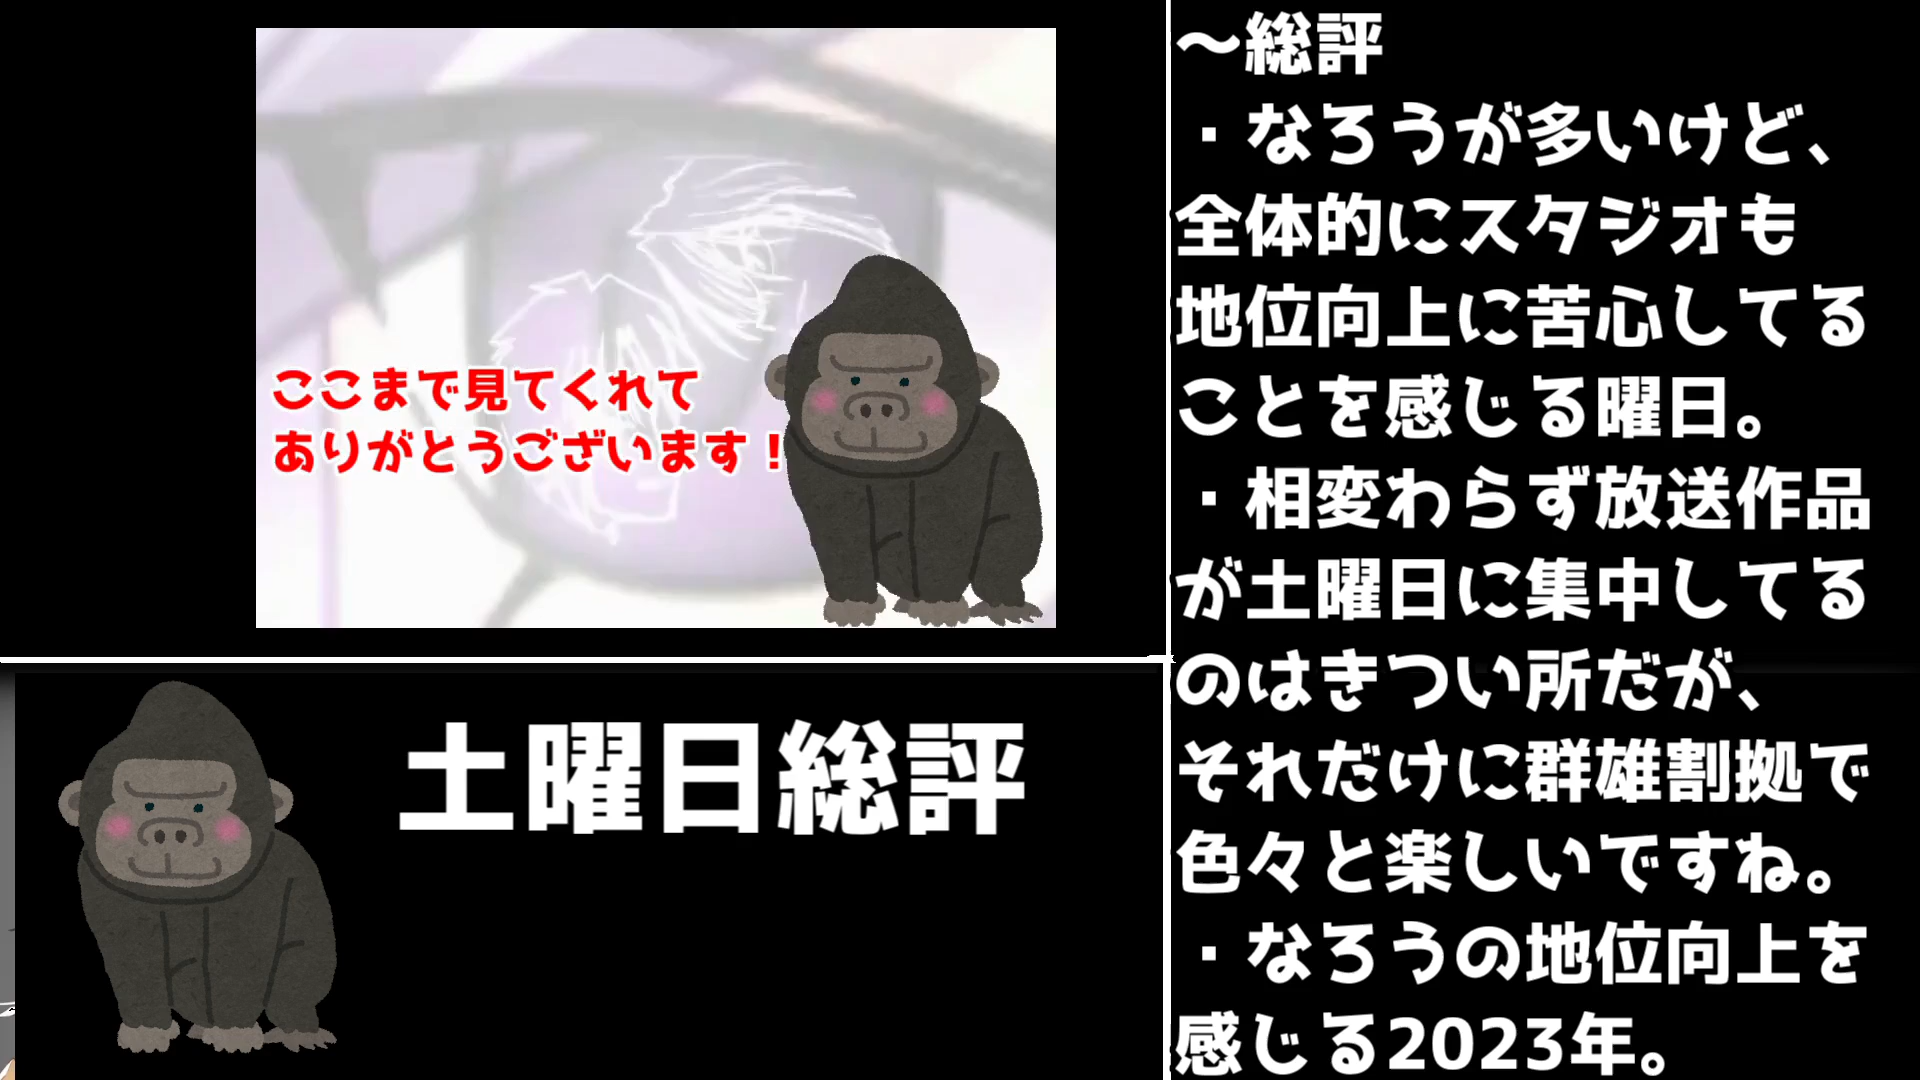 ここまで見てくれて
ありがとうございます！
土曜日総評
～総評
・なろうが多いけど、
全体的にスタジオも
地位向上に苦心してる
ことを感じる曜日。
・相変わらず放送作品
が土曜日に集中してる
のはきつい所だが、
それだけに群雄割拠で
色々と楽しいですね。
・なろうの地位向上を
感じる2023年。